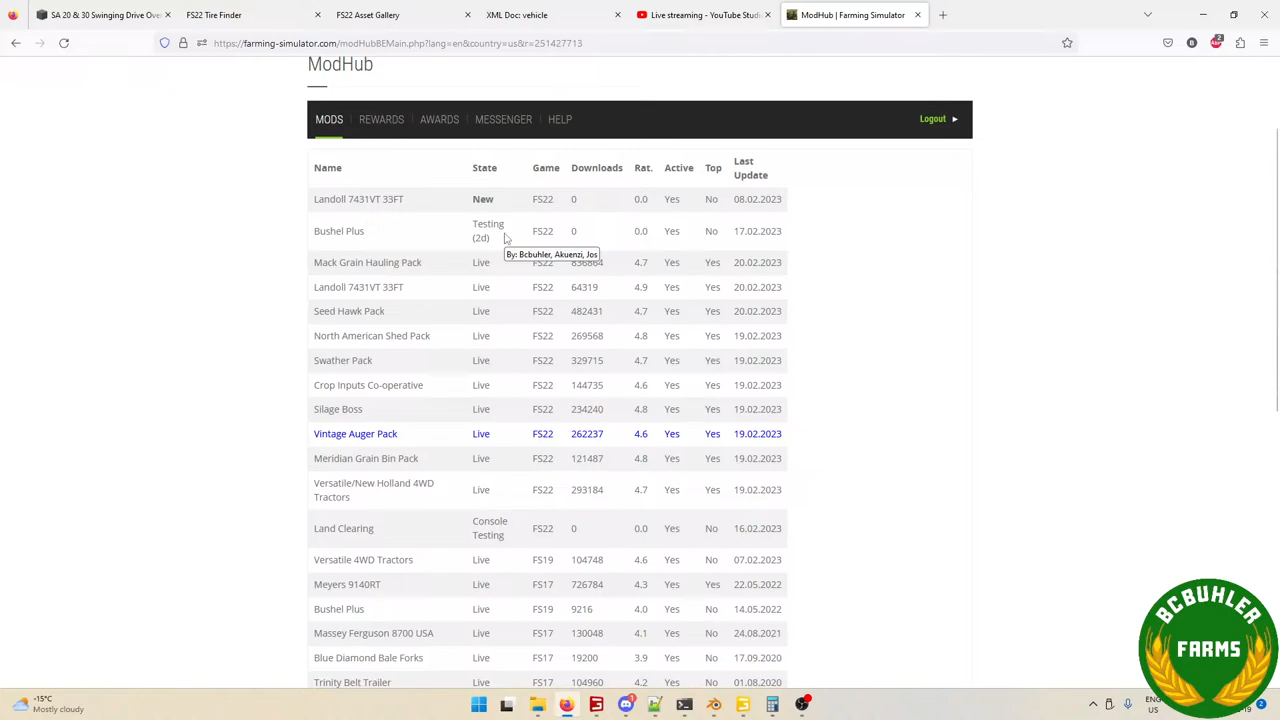 SA 20 & 30 5ming Swing Drive Over
FS22 Tire Finder
FS22 Asset Gallery
XML Doc: vehicle
Live streaming - YouTube Studi
ModHub | Farming Simulator
https://farming-simulator.com/modHubBEMain.php?lang=en&country=us&r=251427713
B
2
ModHub
MODS REWARDS AWARDS MESSENGER HELP Logout
Name State Game Downloads Rat. Active Top Last Update
Landoll 7431VT 33FT New FS22 0 0.0 Yes No 08.02.2023
Bushel Plus Testing (2d) FS22 0 0.0 Yes No 17.02.2023
By: Bcbuhler, Akuenzi, Jos
Mack Grain Hauling Pack Live FS22 836864 4.7 Yes Yes 20.02.2023
Landoll 7431VT 33FT Live FS22 64319 4.9 Yes Yes 20.02.2023
Seed Hawk Pack Live FS22 482431 4.7 Yes Yes 20.02.2023
North American Shed Pack Live FS22 269568 4.8 Yes Yes 19.02.2023
Swather Pack Live FS22 329715 4.7 Yes Yes 19.02.2023
Crop Inputs Co-operative Live FS22 144735 4.6 Yes Yes 19.02.2023
Silage Boss Live FS22 234240 4.8 Yes Yes 19.02.2023
Vintage Auger Pack Live FS22 262237 4.6 Yes Yes 19.02.2023
Meridian Grain Bin Pack Live FS22 121487 4.8 Yes Yes 19.02.2023
Versatile/New Holland 4WD Tractors Live FS22 293184 4.7 Yes Yes 19.02.2023
Land Clearing Console Testing FS22 0 0.0 Yes No 16.02.2023
Versatile 4WD Tractors Live FS19 104748 4.6 Yes No 07.02.2023
Meyers 9140RT Live FS17 726784 4.3 Yes Yes 22.05.2022
Bushel Plus Live FS19 9216 4.0 Yes No 14.05.2022
Massey Ferguson 8700 USA Live FS17 130048 4.1 Yes No 24.08.2021
Blue Diamond Bale Forks Live FS17 19200 3.9 Yes No 17.09.2020
Trinity Belt Trailer Live FS17 104960 4.2 Yes No 01.08.2020
BCBUHLER
FARMS
-15°C
Mostly cloudy
1
ENG
US
2